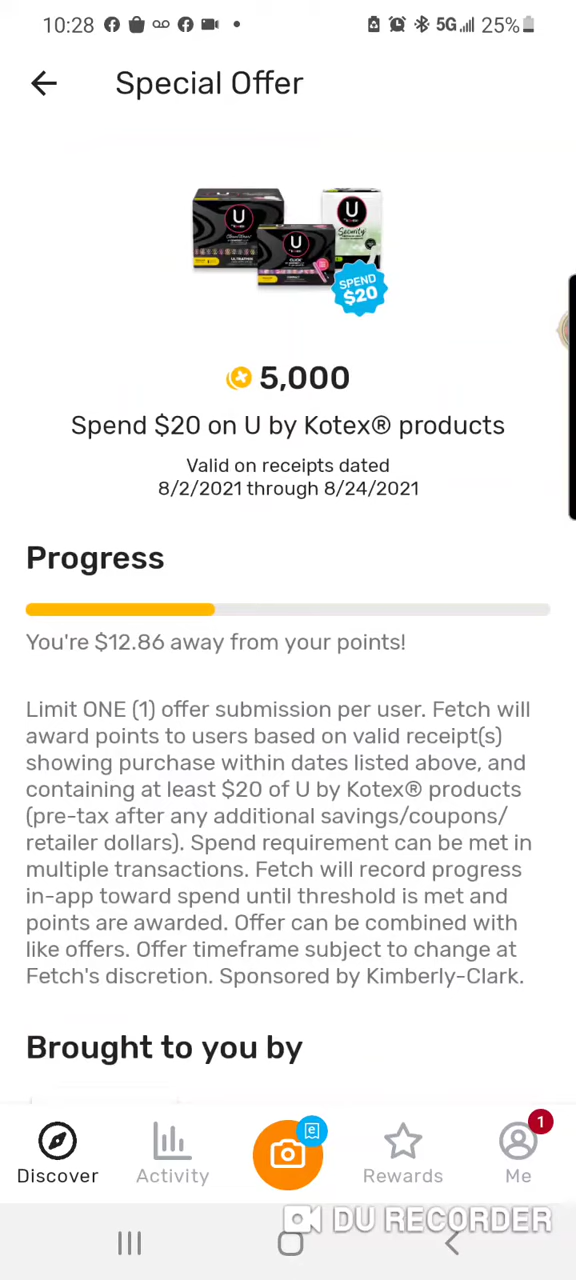 10:28 5G 25%
Special Offer
U
U
U
Security
SPEND
$20
5,000
Spend $20 on U by Kotex® products
Valid on receipts dated
8/2/2021 through 8/24/2021
Progress
You're $12.86 away from your points!
Limit ONE (1) offer submission per user. Fetch will
award points to users based on valid receipt(s)
showing purchase within dates listed above, and
containing at least $20 of U by Kotex® products
(pre-tax after any additional savings/coupons/
retailer dollars). Spend requirement can be met in
multiple transactions. Fetch will record progress
in-app toward spend until threshold is met and
points are awarded. Offer can be combined with
like offers. Offer timeframe subject to change at
Fetch's discretion. Sponsored by Kimberly-Clark.
Brought to you by
1
Discover Activity Rewards Me
DU RECORDER